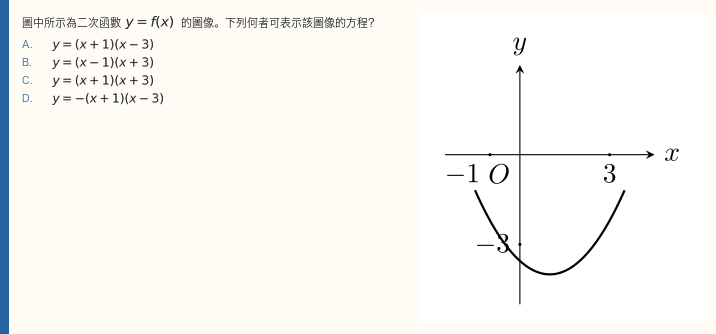 圖中所示為二次函數 y = f(x) 的圖像。下列何者可表示該圖像的方程?
A. y = (x + 1)(x − 3)
B. y = (x − 1)(x + 3)
C. y = (x + 1)(x + 3)
D. y = −(x + 1)(x − 3)
y
x
−1 O 3
−3